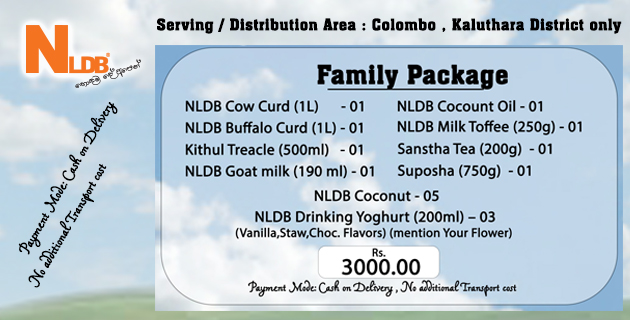 Serving / Distribution Area : Colombo , Kaluthara District only
NLDB®
Payment Mode: Cash on Delivery
No additional Transport cost
Family Package
NLDB Cow Curd (1L) - 01
NLDB Buffalo Curd (1L) - 01
Kithul Treacle (500ml) - 01
NLDB Goat milk (190 ml) - 01
NLDB Cocount Oil - 01
NLDB Milk Toffee (250g) - 01
Sanstha Tea (200g) - 01
Suposha (750g) - 01
NLDB Coconut - 05
NLDB Drinking Yoghurt (200ml) – 03
(Vanilla,Staw,Choc. Flavors) (mention Your Flower)
Rs.
3000.00
Payment Mode: Cash on Delivery , No additional Transport cost